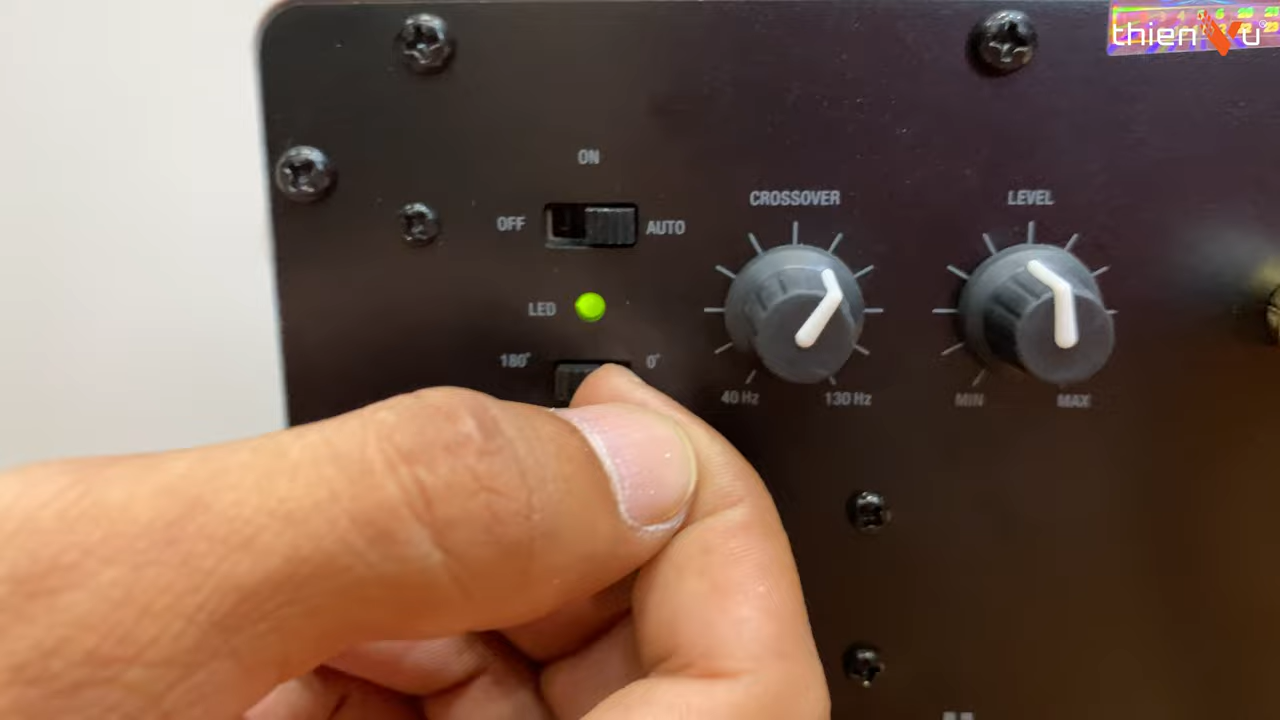 thien Vu
ON
OFF
AUTO
CROSSOVER
LEVEL
LED
180°
0°
40 Hz
130 Hz
MIN
MAX